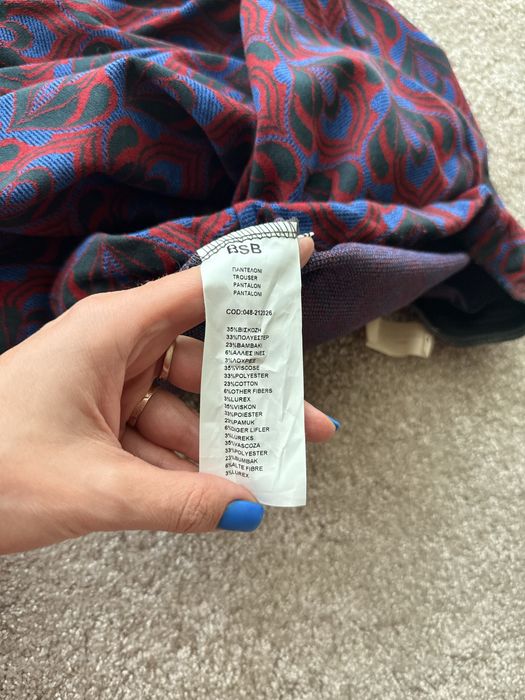 BSB
ΠΑΝΤΕΛΟΝΙ
TROUSER
PANTALON
PANTALONI
COD:048-212026
35%ΒΙΣΚΟΖΗ
33%ΠΟΛΥΕΣΤΕΡ
23%ΒΑΜΒΑΚΙ
6%ΑΛΛΕΣ ΙΝΕΣ
3%ΛΟΥΡΕΞ
35%VISCOSE
33%POLYESTER
23%COTTON
6%OTHER FIBERS
3%LUREX
35%VISKON
33%POIESTER
23%PAMUK
6%DIGER LIFLER
3%LUREKS
35%VASCOZA
33%POLYESTER
23%BUMBAK
6%ALTE FIBRE
3%LUREX